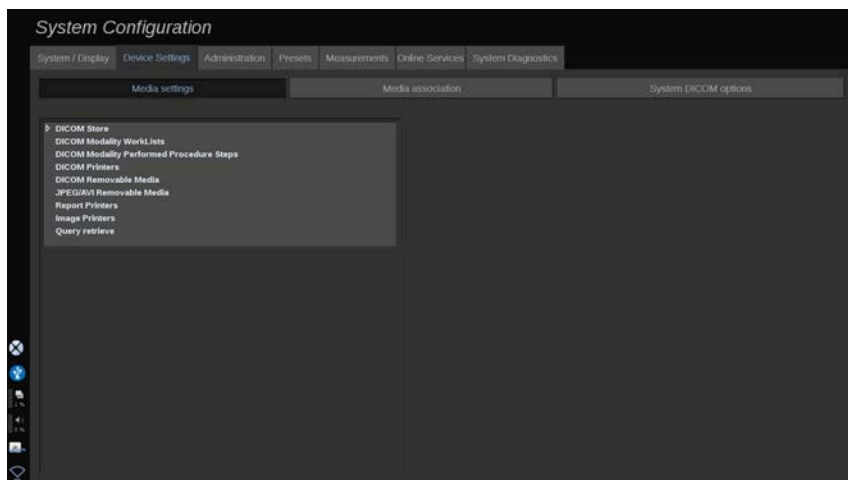 System Configuration
System / Display Device Settings Administration Presets Measurements Online Services System Diagnostics
Media settings Media association System DICOM options
DICOM Store
DICOM Modality WorkLists
DICOM Modality Performed Procedure Steps
DICOM Printers
DICOM Removable Media
JPEG/AVI Removable Media
Report Printers
Image Printers
Query retrieve